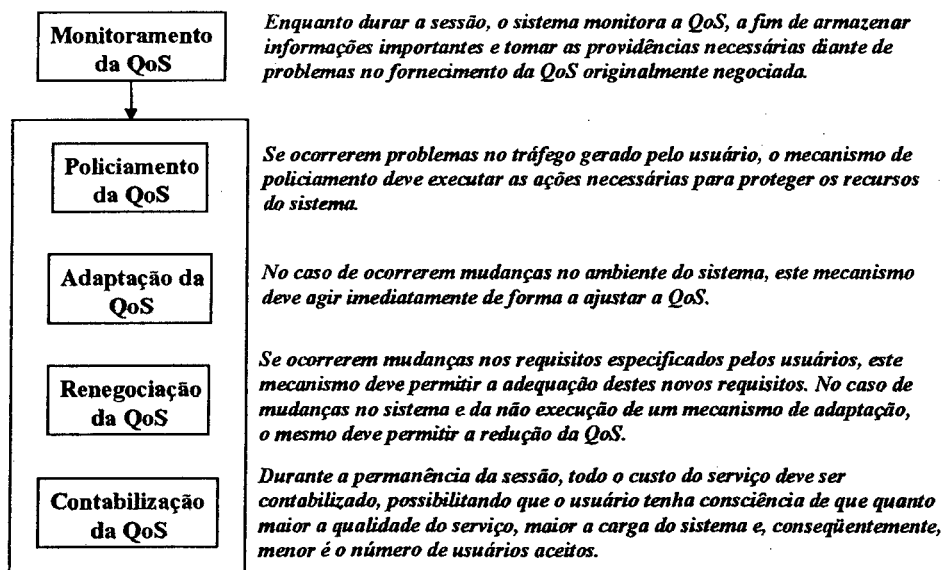 Monitoramento
da QoS
Enquanto durar a sessão, o sistema monitora a QoS, a fim de armazenar
informações importantes e tomar as providências necessárias diante de
problemas no fornecimento da QoS originalmente negociada.
Policiamento
da QoS
Se ocorrerem problemas no tráfego gerado pelo usuário, o mecanismo de
policiamento deve executar as ações necessárias para proteger os recursos
do sistema.
Adaptação da
QoS
No caso de ocorrerem mudanças no ambiente do sistema, este mecanismo
deve agir imediatamente de forma a ajustar a QoS.
Renegociação
da QoS
Se ocorrerem mudanças nos requisitos especificados pelos usuários, este
mecanismo deve permitir a adequação destes novos requisitos. No caso de
mudanças no sistema e da não execução de um mecanismo de adaptação,
o mesmo deve permitir a redução da QoS.
Contabilização
da QoS
Durante a permanência da sessão, todo o custo do serviço deve ser
contabilizado, possibilitando que o usuário tenha consciência de que quanto
maior a qualidade do serviço, maior a carga do sistema e, conseqüentemente,
menor é o número de usuários aceitos.